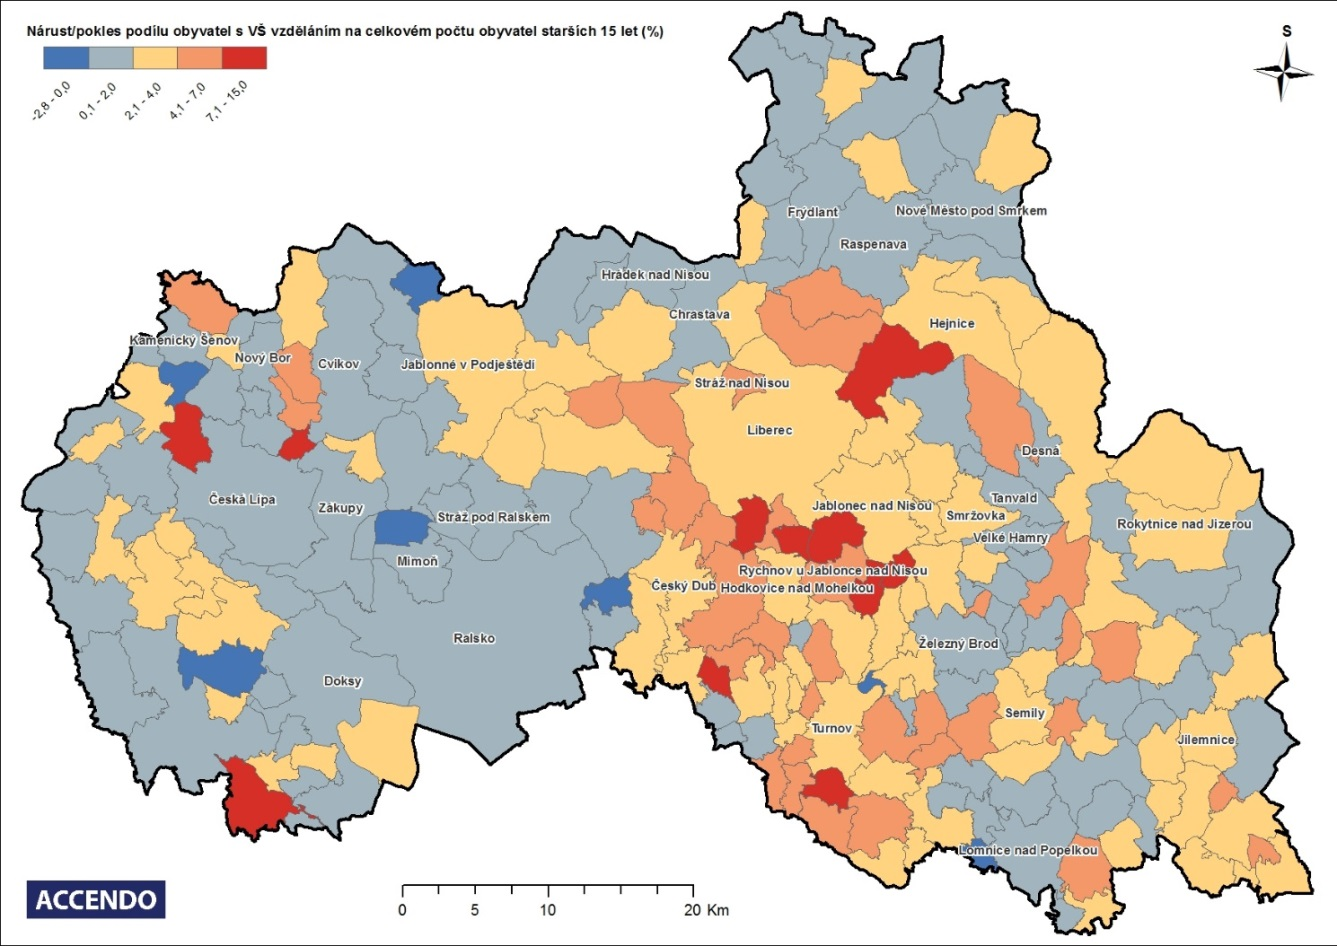 Nárust/pokles podílu obyvatel s VŠ vzděláním na celkovém počtu obyvatel starších 15 let (%)
-2,8 - 0,0
0,1 - 2,0
2,1 - 4,0
4,1 - 7,0
7,1 - 15,0
S
Frýdlant
Nové Město pod Smrkem
Raspenava
Hrádek nad Nisou
Chrastava
Hejnice
Kamenický Šenov
Nový Bor
Cvikov
Jablonné v Podještědí
Stráž nad Nisou
Liberec
Desná
Česká Lípa
Zákupy
Stráž pod Ralskem
Jablonec nad Nisou
Tanvald
Smržovka
Rokytnice nad Jizerou
Velké Hamry
Mimoň
Rychnov u Jablonce nad Nisou
Český Dub
Hodkovice nad Mohelkou
Ralsko
Železný Brod
Doksy
Semily
Turnov
Jilemnice
Lomnice nad Popelkou
ACCENDO
0 5 10 20 Km